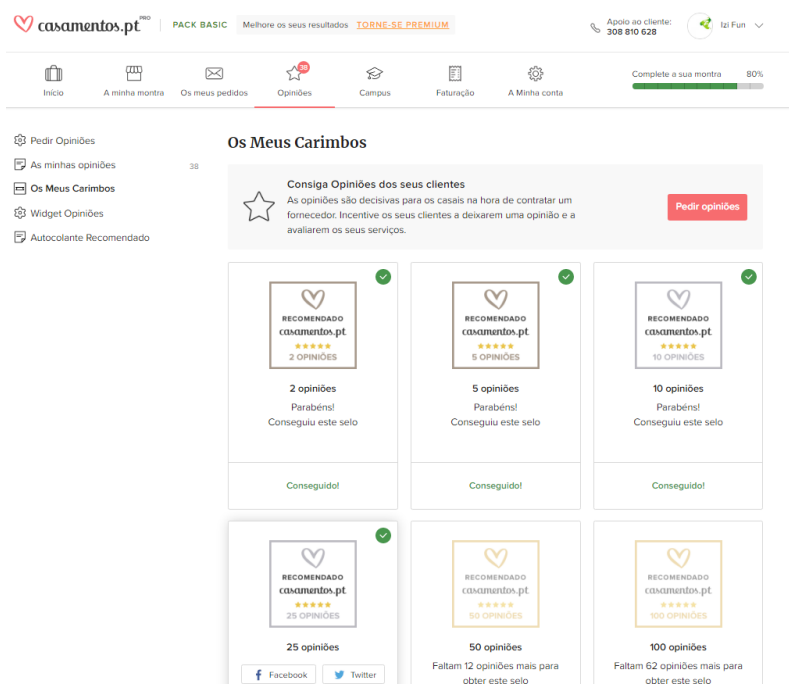 casamentos.pt PRO
PACK BASIC
Melhore os seus resultados TORNE-SE PREMIUM
Apoio ao cliente:
308 810 628
Izi Fun
Início
A minha montra
Os meus pedidos
38
Opiniões
Campus
Faturação
A Minha conta
Complete a sua montra 80%
Pedir Opiniões
As minhas opiniões 38
Os Meus Carimbos
Widget Opiniões
Autocolante Recomendado
Os Meus Carimbos
Consiga Opiniões dos seus clientes
As opiniões são decisivas para os casais na hora de contratar um
fornecedor. Incentive os seus clientes a deixarem uma opinião e a
avaliarem os seus serviços.
Pedir opiniões
RECOMENDADO
casamentos.pt
2 OPINIÕES
2 opiniões
Parabéns!
Conseguiu este selo
Conseguido!
RECOMENDADO
casamentos.pt
5 OPINIÕES
5 opiniões
Parabéns!
Conseguiu este selo
Conseguido!
RECOMENDADO
casamentos.pt
10 OPINIÕES
10 opiniões
Parabéns!
Conseguiu este selo
Conseguido!
RECOMENDADO
casamentos.pt
25 OPINIÕES
25 opiniões
Facebook
Twitter
RECOMENDADO
casamentos.pt
50 OPINIÕES
50 opiniões
Faltam 12 opiniões mais para
obter este selo
RECOMENDADO
casamentos.pt
100 OPINIÕES
100 opiniões
Faltam 62 opiniões mais para
obter este selo